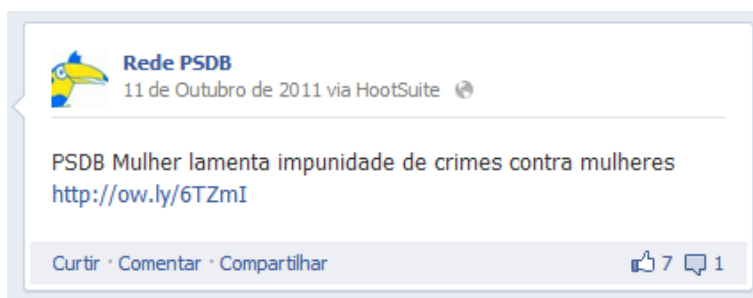 Rede PSDB
11 de Outubro de 2011 via HootSuite
PSDB Mulher lamenta impunidade de crimes contra mulheres
http://ow.ly/6TZmI
Curtir · Comentar · Compartilhar 7 1